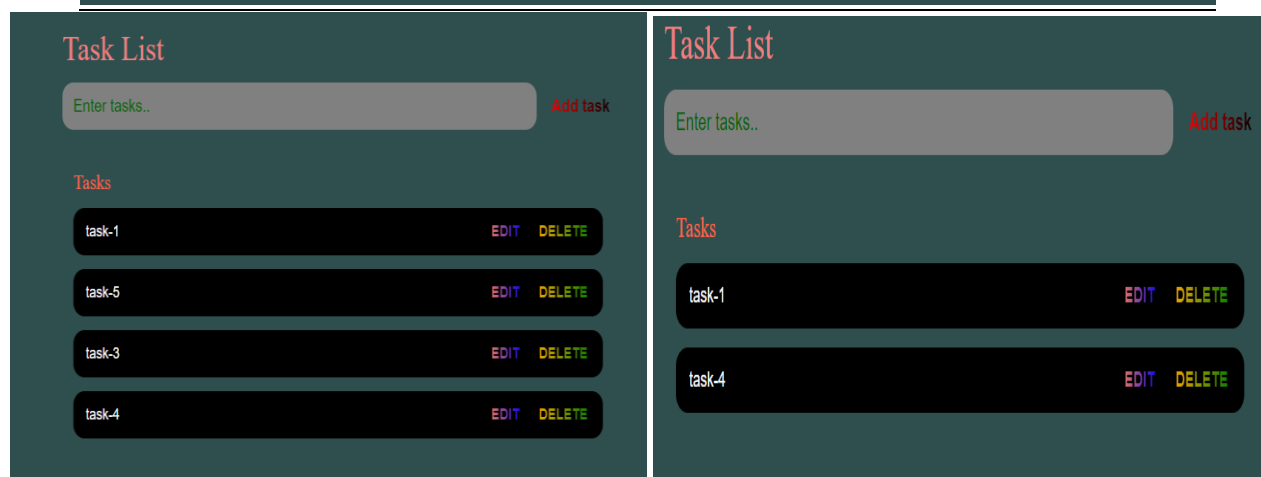 Task List
Enter tasks..
Add task
Tasks
task-1 EDIT DELETE
task-5 EDIT DELETE
task-3 EDIT DELETE
task-4 EDIT DELETE
Task List
Enter tasks..
Add task
Tasks
task-1 EDIT DELETE
task-4 EDIT DELETE